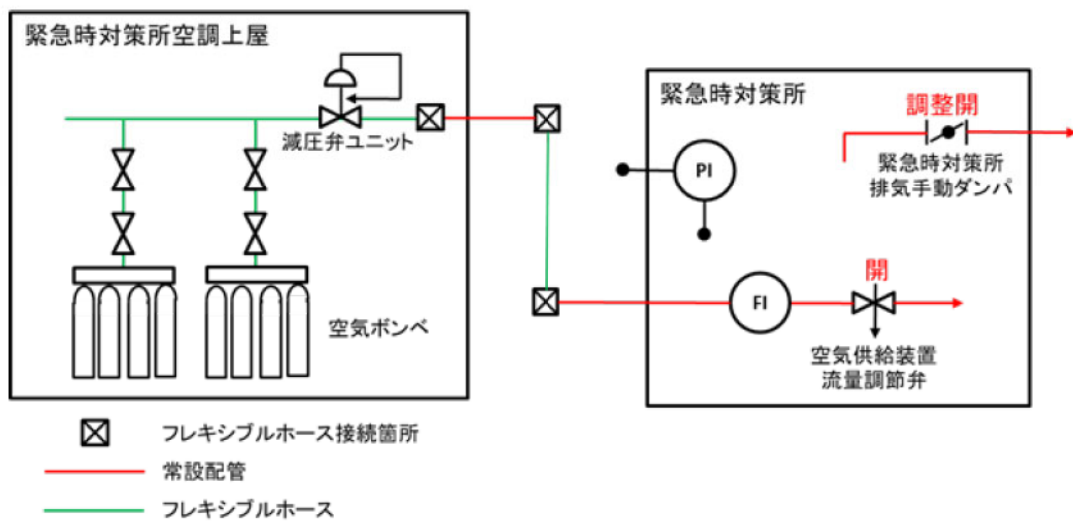 緊急時対策所空調上屋
減圧弁ユニット
空気ボンベ
緊急時対策所
調整開
緊急時対策所
排気手動ダンパ
PI
FI
開
空気供給装置
流量調節弁
フレキシブルホース接続箇所
常設配管
フレキシブルホース